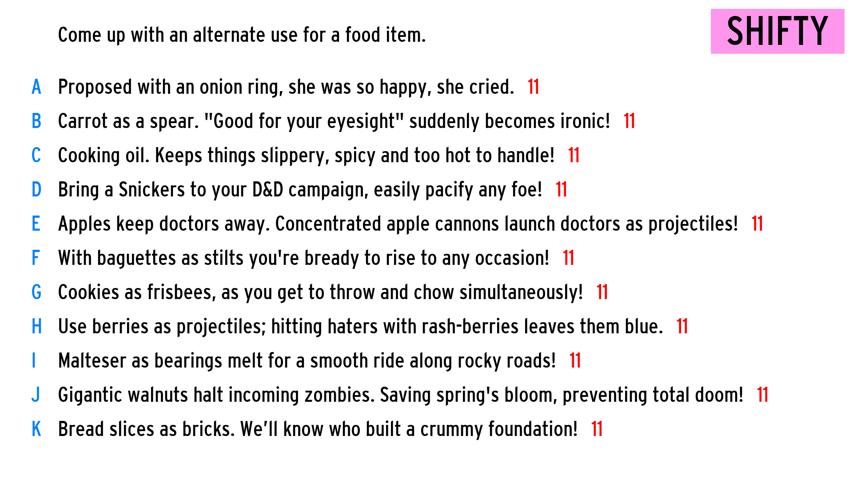 Come up with an alternate use for a food item.
SHIFTY
A Proposed with an onion ring, she was so happy, she cried. 11
B Carrot as a spear. "Good for your eyesight" suddenly becomes ironic! 11
C Cooking oil. Keeps things slippery, spicy and too hot to handle! 11
D Bring a Snickers to your D&D campaign, easily pacify any foe! 11
E Apples keep doctors away. Concentrated apple cannons launch doctors as projectiles! 11
F With baguettes as stilts you're bready to rise to any occasion! 11
G Cookies as frisbees, as you get to throw and chow simultaneously! 11
H Use berries as projectiles; hitting haters with rash-berries leaves them blue. 11
I Malteser as bearings melt for a smooth ride along rocky roads! 11
J Gigantic walnuts halt incoming zombies. Saving spring's bloom, preventing total doom! 11
K Bread slices as bricks. We’ll know who built a crummy foundation! 11